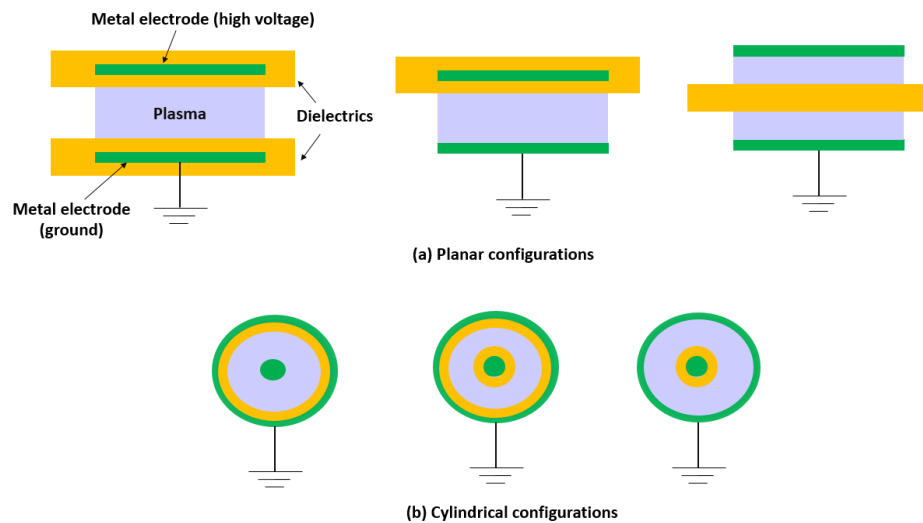 Metal electrode (high voltage)
Plasma
Dielectrics
Metal electrode
(ground)
(a) Planar configurations
(b) Cylindrical configurations